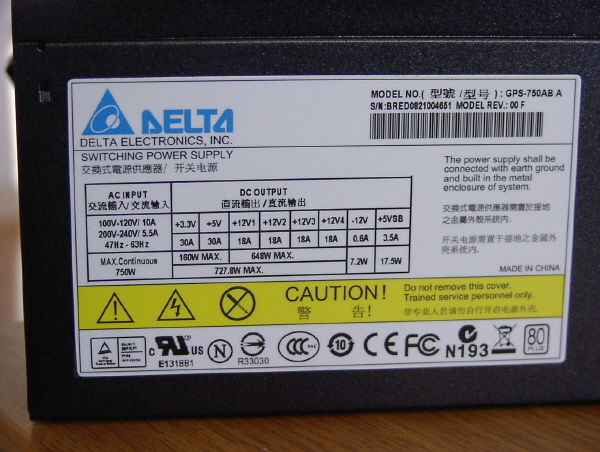 MODEL NO.( 型號/型号 ) : GPS-750AB A
S/N:BRED0821004651 MODEL REV.: 00 F
DELTA
DELTA ELECTRONICS, INC.
SWITCHING POWER SUPPLY
交換式電源供應器/ 开关电源
The power supply shall be
connected with earth ground
and built in the metal
enclosure of system.
交換式電源供應器需於接地
之金屬外殼系統內.
开关电源需置于接地之金属外
壳系统内.
MADE IN CHINA
AC INPUT DC OUTPUT
交流輸入/交流输入 直流輸出/直流输出
100V-120V/ 10A
200V-240V/ 5.5A
47Hz - 63Hz
+3.3V +5V +12V1 +12V2 +12V3 +12V4 -12V +5VSB
30A 30A 18A 18A 18A 18A 0.6A 3.5A
MAX.Continuous
750W
160W MAX. 648W MAX. 7.2W 17.5W
727.8W MAX.
CAUTION!
警 告!
Do not remove this cover.
Trained service personnel only.
非专业人员请勿自行开启电源外壳.
C UL US
E131881
N
R33030
CCC
10
CE FC
N193
80
PLUS